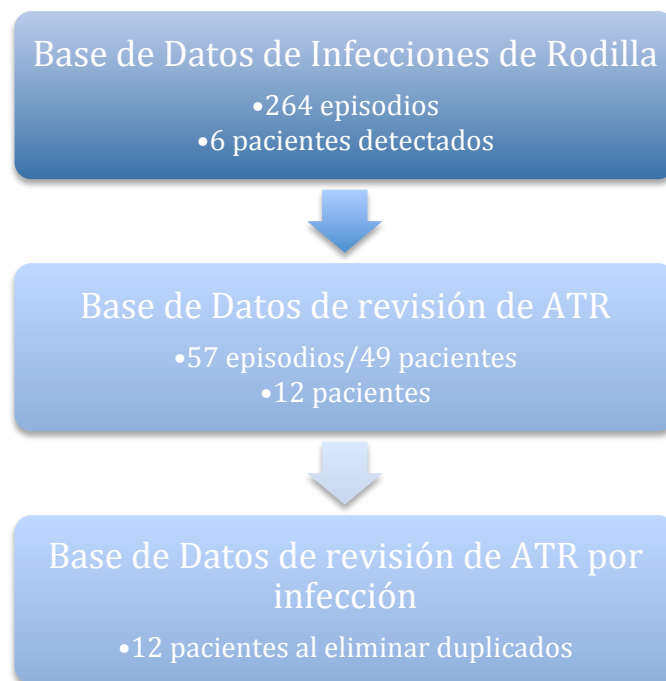 Base de Datos de Infecciones de Rodilla
•264 episodios
•6 pacientes detectados
Base de Datos de revisión de ATR
•57 episodios/49 pacientes
•12 pacientes
Base de Datos de revisión de ATR por
infección
•12 pacientes al eliminar duplicados